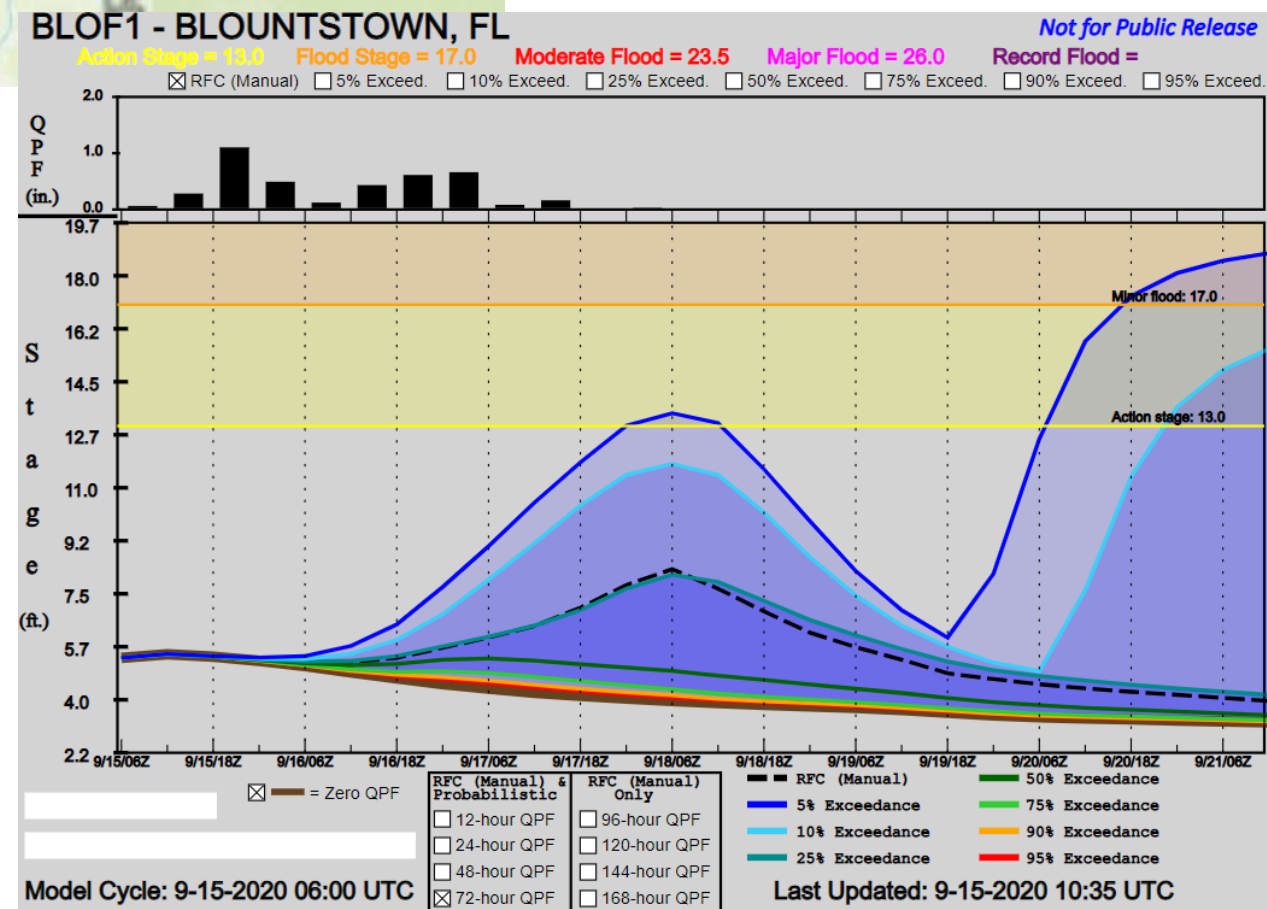 BLOF1 - BLOUNTSTOWN, FL
Not for Public Release
Action Stage = 13.0 Flood Stage = 17.0 Moderate Flood = 23.5 Major Flood = 26.0 Record Flood =
RFC (Manual) 5% Exceed. 10% Exceed. 25% Exceed. 50% Exceed. 75% Exceed. 90% Exceed. 95% Exceed.
QPF
(in.)
2.0
1.0
0.0
Stage
(ft.)
19.7
18.0
16.2
14.5
12.7
11.0
9.2
7.5
5.7
4.0
2.2
Minor flood: 17.0
Action stage: 13.0
9/15/06Z 9/15/18Z 9/16/06Z 9/16/18Z 9/17/06Z 9/17/18Z 9/18/06Z 9/18/18Z 9/19/06Z 9/19/18Z 9/20/06Z 9/20/18Z 9/21/06Z
= Zero QPF
RFC (Manual) &
Probabilistic
12-hour QPF
24-hour QPF
48-hour QPF
72-hour QPF
RFC (Manual)
Only
96-hour QPF
120-hour QPF
144-hour QPF
168-hour QPF
RFC (Manual)
5% Exceedance
10% Exceedance
25% Exceedance
50% Exceedance
75% Exceedance
90% Exceedance
95% Exceedance
Model Cycle: 9-15-2020 06:00 UTC
Last Updated: 9-15-2020 10:35 UTC